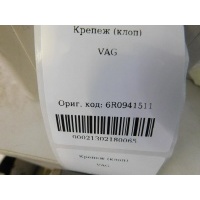 Крепеж (клоп)
VAG
Ориг. код: 6R0941511
00021302180065
Крепеж (клоп)
VAG